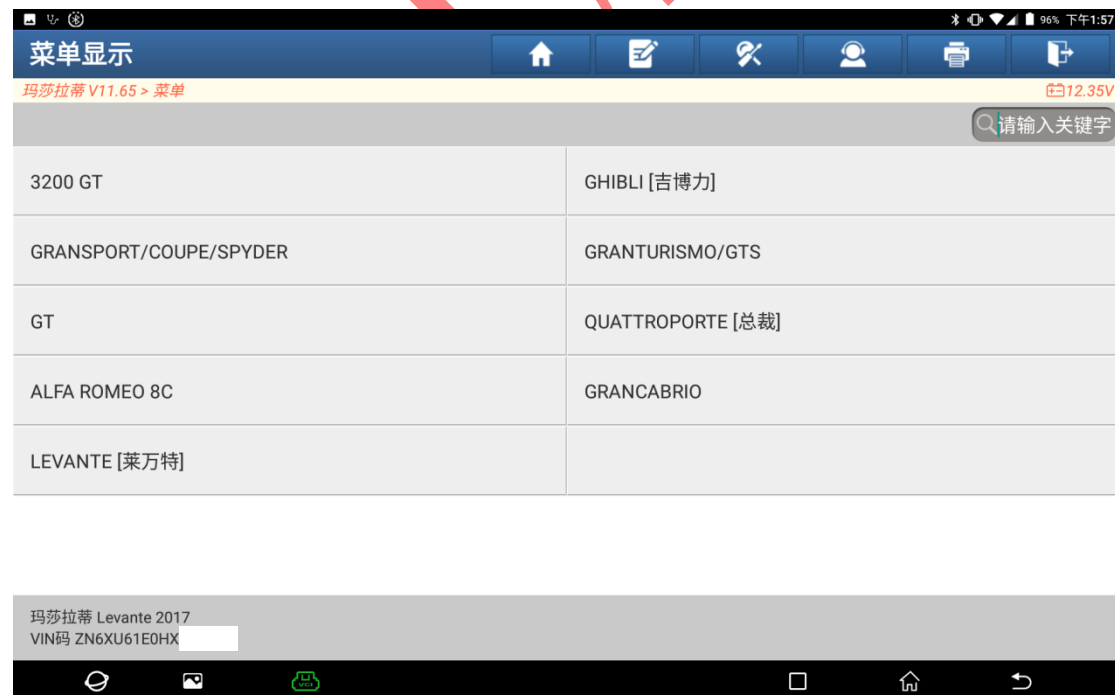 96% 下午1:57
菜单显示
玛莎拉蒂 V11.65 > 菜单
12.35V
请输入关键字
3200 GT
GHIBLI [吉博力]
GRANSPORT/COUPE/SPYDER
GRANTURISMO/GTS
GT
QUATTROPORTE [总裁]
ALFA ROMEO 8C
GRANCABRIO
LEVANTE [莱万特]
玛莎拉蒂 Levante 2017
VIN码 ZN6XU61E0HX
VCI